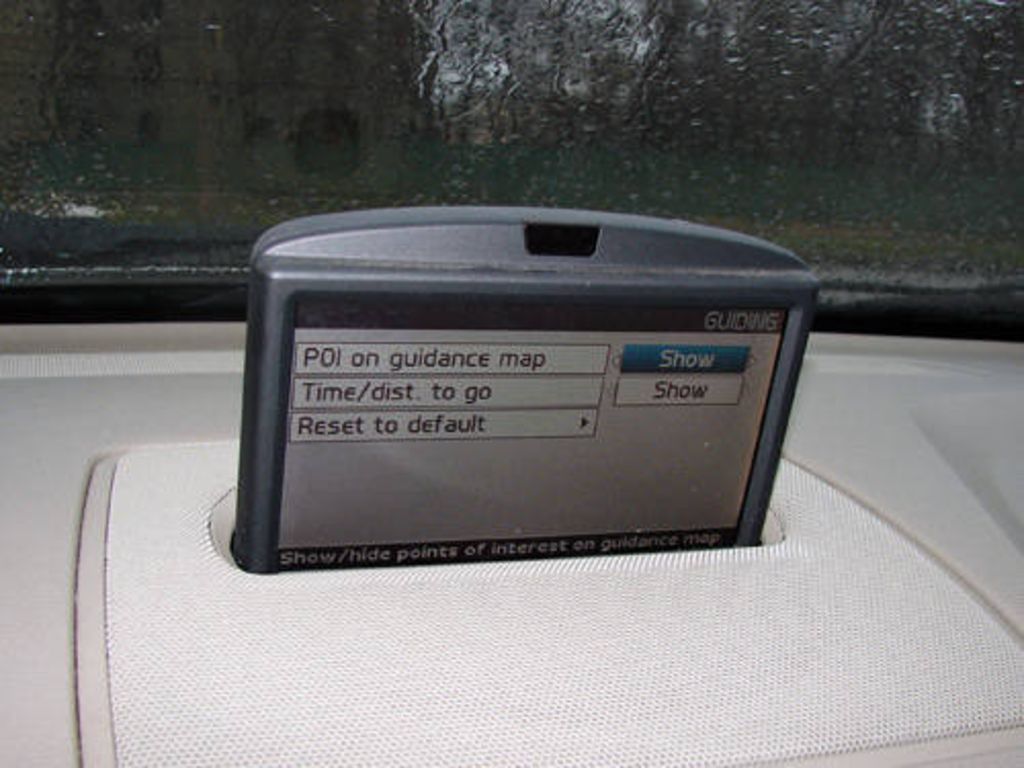 GUIDING
POI on guidance map Show
Time/dist. to go Show
Reset to default
Show/hide points of interest on guidance map